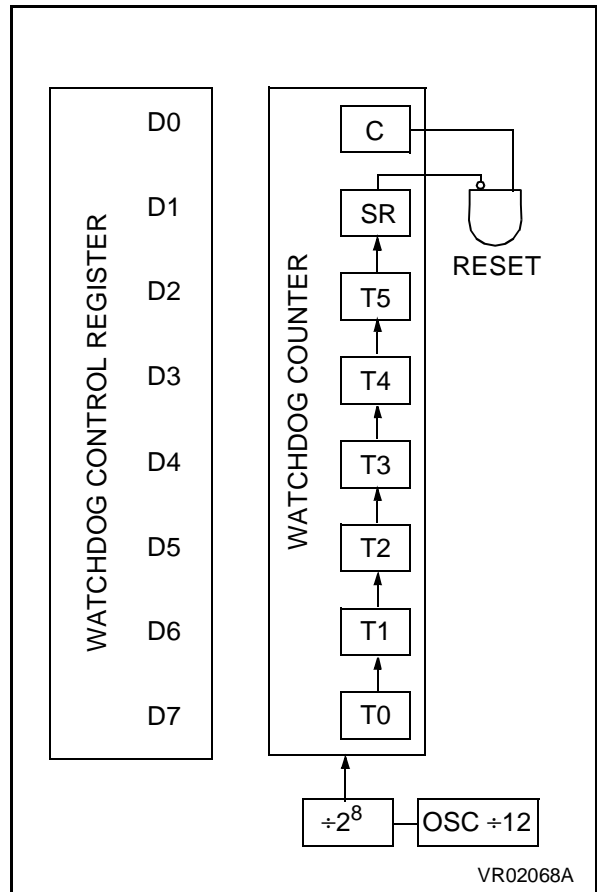 WATCHDOG CONTROL REGISTER
D0
D1
D2
D3
D4
D5
D6
D7
WATCHDOG COUNTER
C
SR
T5
T4
T3
T2
T1
T0
RESET
÷2⁸
OSC ÷12
VR02068A